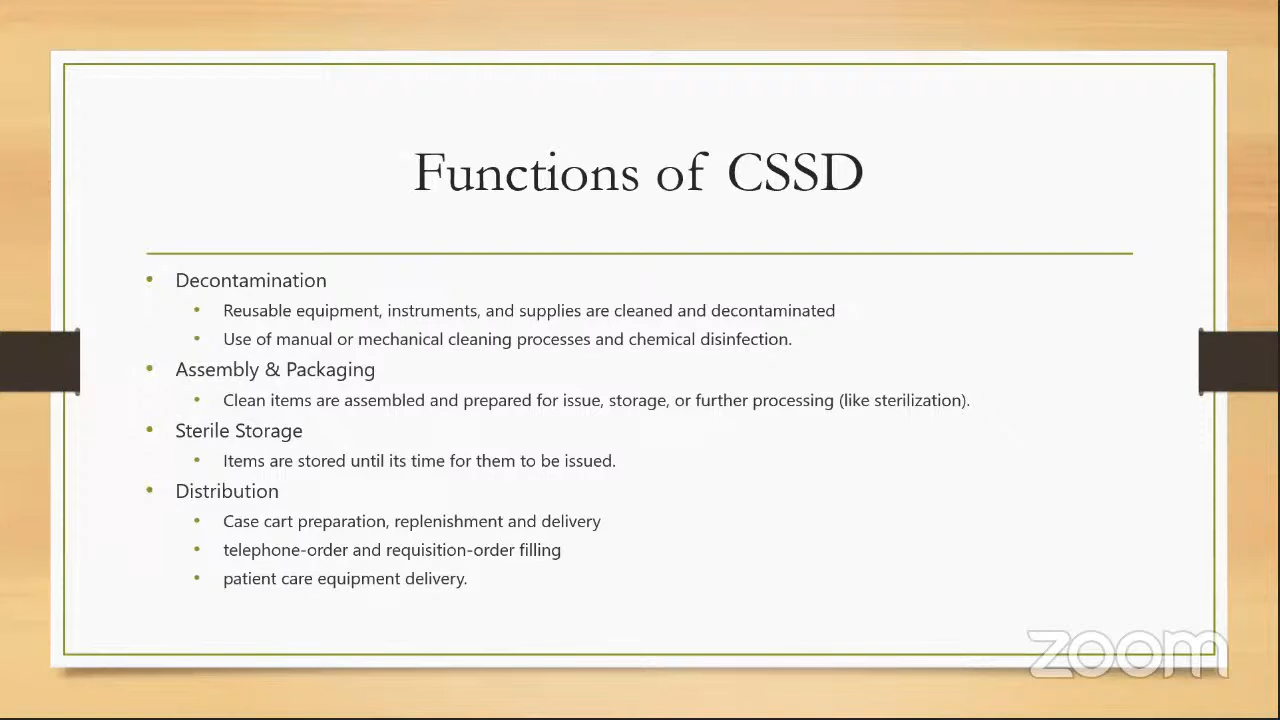 Functions of CSSD
• Decontamination
• Reusable equipment, instruments, and supplies are cleaned and decontaminated
• Use of manual or mechanical cleaning processes and chemical disinfection.
• Assembly & Packaging
• Clean items are assembled and prepared for issue, storage, or further processing (like sterilization).
• Sterile Storage
• Items are stored until its time for them to be issued.
• Distribution
• Case cart preparation, replenishment and delivery
• telephone-order and requisition-order filling
• patient care equipment delivery.
zoom